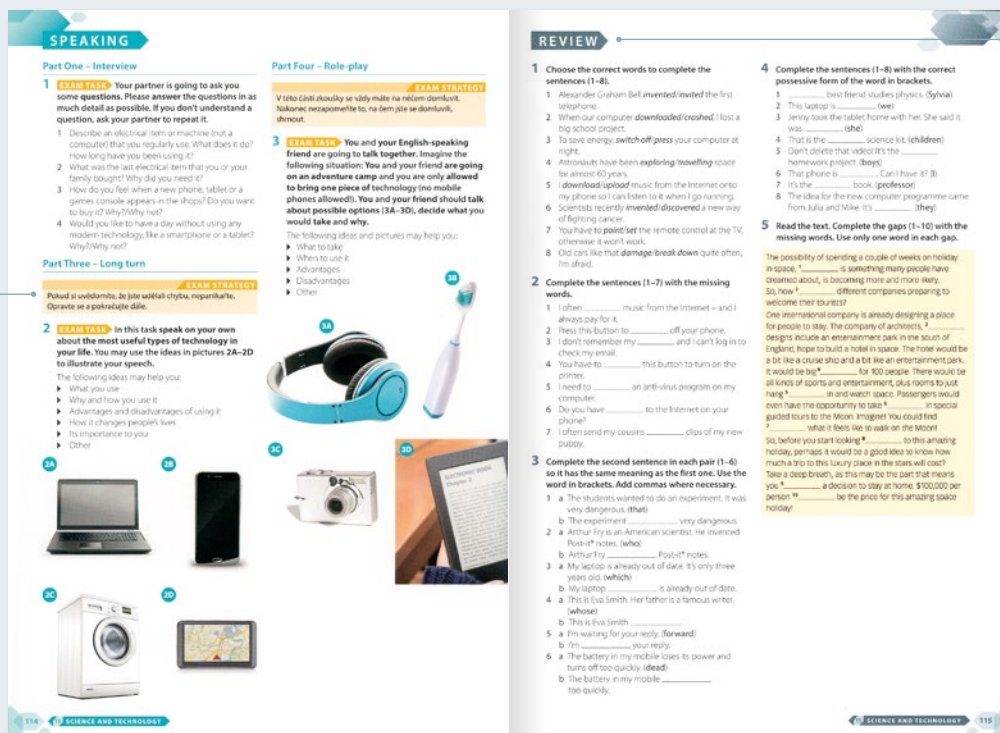 SPEAKING
Part One – Interview
1 EXAM TASK Your partner is going to ask you
some questions. Please answer the questions in as
much detail as possible. If you don't understand a
question, ask your partner to repeat it.
1 Describe an electrical item or machine (not a
computer) that you regularly use. What does it do?
How long have you been using it?
2 What was the last electrical item that you or your
family bought? Why did you need it?
3 How do you feel when a new phone, tablet or a
games console appears in the shops? Do you want
to buy it? Why?/Why not?
4 Would you like to have a day without using any
modern technology, like a smartphone or a tablet?
Why?/Why not?
Part Three – Long turn
EXAM STRATEGY
Pokud si uvědomíte, že jste udělali chybu, nepanikařte.
Opravte se a pokračujte dále.
2 EXAM TASK In this task speak on your own
about the most useful types of technology in
your life. You may use the ideas in pictures 2A–2D
to illustrate your speech.
The following ideas may help you:
What you use
Why and how you use it
Advantages and disadvantages of using it
How it changes people's lives
Its importance to you
Other
2A
2B
2C
2D
Part Four – Role-play
EXAM STRATEGY
V této části zkoušky se vždy máte na něčem domluvit.
Nakonec nezapomeňte to, na čem jste se domluvili,
shrnout.
3 EXAM TASK You and your English-speaking
friend are going to talk together. Imagine the
following situation: You and your friend are going
on an adventure camp and you are only allowed
to bring one piece of technology (no mobile
phones allowed!). You and your friend should talk
about possible options (3A–3D), decide what you
would take and why.
The following ideas and pictures may help you:
What to take
When to use it
Advantages
Disadvantages
Other
3A
3B
3C
3D
ELECTRONIC BOOK
Chapter 3
114 SCIENCE AND TECHNOLOGY
REVIEW
1 Choose the correct words to complete the
sentences (1–8).
1 Alexander Graham Bell invented/invited the first
telephone.
2 When our computer downloaded/crashed, I lost a
big school project.
3 To save energy, switch off/press your computer at
night.
4 Astronauts have been exploring/travelling space
for almost 60 years.
5 I download/upload music from the Internet onto
my phone so I can listen to it when I go running.
6 Scientists recently invented/discovered a new way
of fighting cancer.
7 You have to point/set the remote control at the TV,
otherwise it won't work.
8 Old cars like that damage/break down quite often,
I'm afraid.
2 Complete the sentences (1–7) with the missing
words.
1 I often ______ music from the Internet – and I
always pay for it.
2 Press this button to ______ off your phone.
3 I don't remember my ______ and I can't log in to
check my email.
4 You have to ______ this button to turn on the
printer.
5 I need to ______ an anti-virus program on my
computer.
6 Do you have ______ to the Internet on your
phone?
7 I often send my cousins ______ clips of my new
puppy.
3 Complete the second sentence in each pair (1–6)
so it has the same meaning as the first one. Use the
word in brackets. Add commas where necessary.
1 a The students wanted to do an experiment. It was
very dangerous. (that)
b The experiment ______ very dangerous.
2 a Arthur Fry is an American scientist. He invented
Post-it® notes. (who)
b Arthur Fry ______ Post-it® notes.
3 a My laptop is already out of date. It's only three
years old. (which)
b My laptop ______ is already out of date.
4 a This is Eva Smith. Her father is a famous writer.
(whose)
b This is Eva Smith ______
5 a I'm waiting for your reply. (forward)
b I'm ______ your reply.
6 a The battery in my mobile loses its power and
turns off too quickly. (dead)
b The battery in my mobile ______
too quickly.
4 Complete the sentences (1–8) with the correct
possessive form of the word in brackets.
1 ______ best friend studies physics. (Sylvia)
2 This laptop is ______ (we)
3 Jenny took the tablet home with her. She said it
was ______ (she)
4 That is the ______ science kit. (children)
5 Don't delete that video! It's the ______
homework project. (boys)
6 That phone is ______ Can I have it? (I)
7 It's the ______ book. (professor)
8 The idea for the new computer programme came
from Julia and Mike. It's ______ (they)
5 Read the text. Complete the gaps (1–10) with the
missing words. Use only one word in each gap.
The possibility of spending a couple of weeks on holiday
in space, 1______ is something many people have
dreamed about, is becoming more and more likely.
So, how 2______ different companies preparing to
welcome their tourists?
One international company is already designing a place
for people to stay. The company of architects, 3______
designs include an entertainment park in the south of
England, hope to build a hotel in space. The hotel would be
a bit like a cruise ship and a bit like an entertainment park.
It would be big 4______ for 100 people. There would be
all kinds of sports and entertainment, plus rooms to just
hang 5______ in and watch space. Passengers would
even have the opportunity to take 6______ in special
guided tours to the Moon. Imagine! You could find
7______ what it feels like to walk on the Moon!
So, before you start looking 8______ to this amazing
holiday, perhaps it would be a good idea to know how
much a trip to this luxury place in the stars will cost?
Take a deep breath, as this may be the part that means
you 9______ a decision to stay at home. $100,000 per
person 10______ be the price for this amazing space
holiday!
SCIENCE AND TECHNOLOGY 115